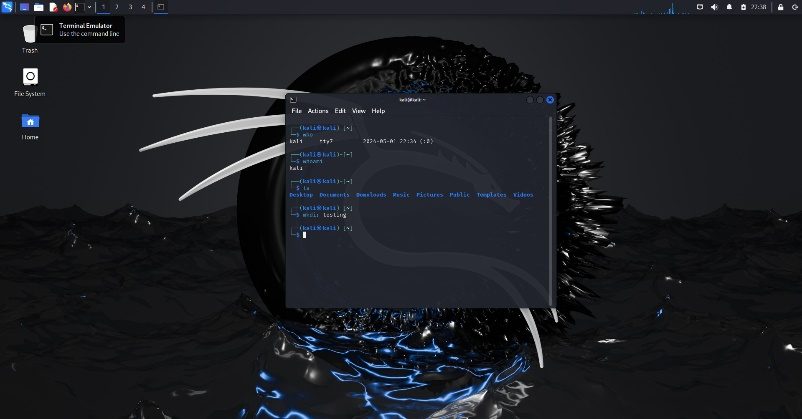 1 2 3 4
22:38
Terminal Emulator
Use the command line
Trash
File System
Home
kali@kali: ~
File Actions Edit View Help
┌──(kali㉿kali)-[~]
└─$ who
kali tty7 2024-05-01 22:34 (:0)
┌──(kali㉿kali)-[~]
└─$ whoami
kali
┌──(kali㉿kali)-[~]
└─$ ls
Desktop Documents Downloads Music Pictures Public Templates Videos
┌──(kali㉿kali)-[~]
└─$ mkdir testing
┌──(kali㉿kali)-[~]
└─$